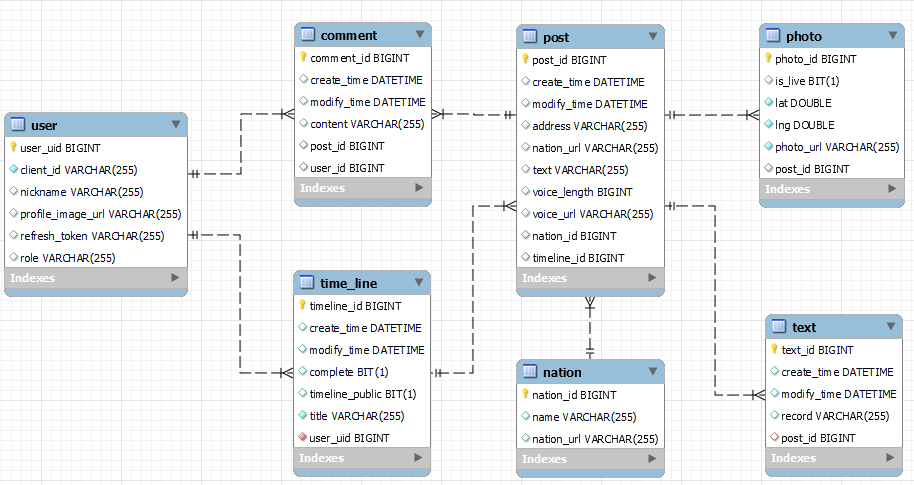 comment
comment_id BIGINT
create_time DATETIME
modify_time DATETIME
content VARCHAR(255)
post_id BIGINT
user_id BIGINT
Indexes
post
post_id BIGINT
create_time DATETIME
modify_time DATETIME
address VARCHAR(255)
nation_url VARCHAR(255)
text VARCHAR(255)
voice_length BIGINT
voice_url VARCHAR(255)
nation_id BIGINT
timeline_id BIGINT
Indexes
photo
photo_id BIGINT
is_live BIT(1)
lat DOUBLE
lng DOUBLE
photo_url VARCHAR(255)
post_id BIGINT
Indexes
user
user_uid BIGINT
client_id VARCHAR(255)
nickname VARCHAR(255)
profile_image_url VARCHAR(255)
refresh_token VARCHAR(255)
role VARCHAR(255)
Indexes
time_line
timeline_id BIGINT
create_time DATETIME
modify_time DATETIME
complete BIT(1)
timeline_public BIT(1)
title VARCHAR(255)
user_uid BIGINT
Indexes
nation
nation_id BIGINT
name VARCHAR(255)
nation_url VARCHAR(255)
Indexes
text
text_id BIGINT
create_time DATETIME
modify_time DATETIME
record VARCHAR(255)
post_id BIGINT
Indexes